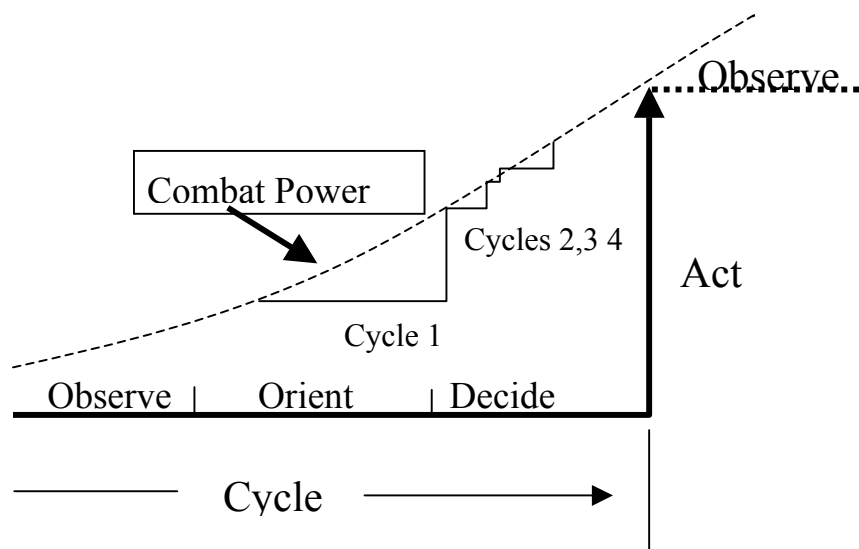 Observe
Combat Power
Cycles 2,3 4
Act
Cycle 1
Observe Orient Decide
Cycle